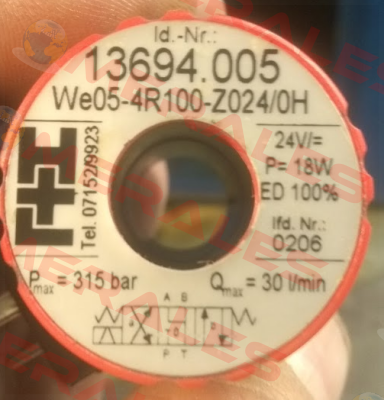 Id.-Nr.:
13694.005
We05-4R100-Z024/0H
H+L
Tel. 07152/9923
24V/=
P= 18W
ED 100%
lfd. Nr.:
0206
Pmax = 315 bar
Qmax = 30 l/min
A B
a
T0
b
P T